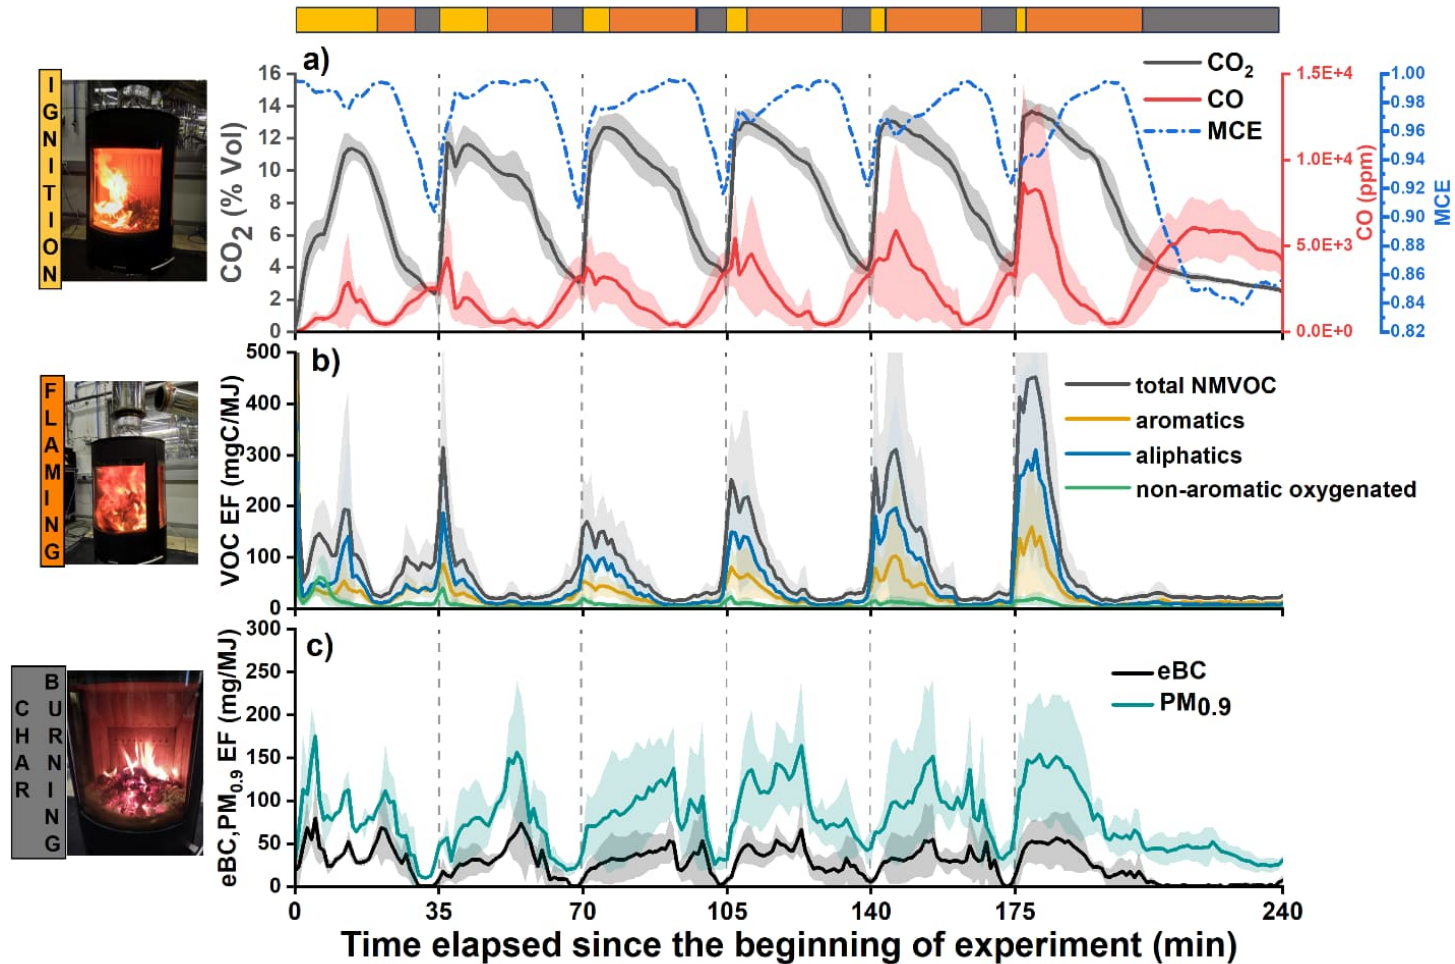 a)
CO2
CO
MCE
16
14
12
10
8
6
4
2
0
CO2 (% Vol)
1.5E+4
1.0E+4
5.0E+3
0.0E+0
CO (ppm)
1.00
0.98
0.96
0.94
0.92
0.90
0.88
0.86
0.84
0.82
MCE
IGNITION
b)
total NMVOC
aromatics
aliphatics
non-aromatic oxygenated
500
400
300
200
100
0
VOC EF (mgC/MJ)
FLAMING
c)
eBC
PM0.9
300
250
200
150
100
50
0
eBC,PM0.9 EF (mg/MJ)
CHAR
BURNING
0 35 70 105 140 175 240
Time elapsed since the beginning of experiment (min)